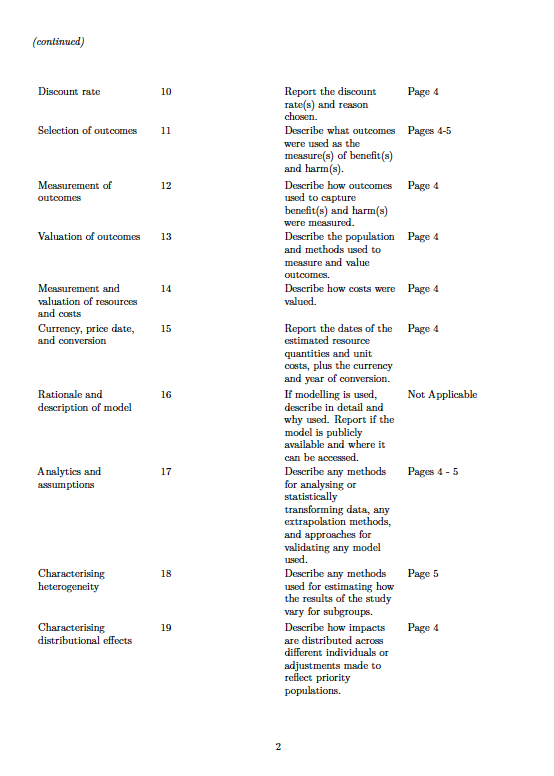 (continued)
Discount rate 10 Report the discount Page 4
rate(s) and reason
chosen.
Selection of outcomes 11 Describe what outcomes Pages 4-5
were used as the
measure(s) of benefit(s)
and harm(s).
Measurement of 12 Describe how outcomes Page 4
outcomes used to capture
benefit(s) and harm(s)
were measured.
Valuation of outcomes 13 Describe the population Page 4
and methods used to
measure and value
outcomes.
Measurement and 14 Describe how costs were Page 4
valuation of resources valued.
and costs
Currency, price date, 15 Report the dates of the Page 4
and conversion estimated resource
quantities and unit
costs, plus the currency
and year of conversion.
Rationale and 16 If modelling is used, Not Applicable
description of model describe in detail and
why used. Report if the
model is publicly
available and where it
can be accessed.
Analytics and 17 Describe any methods Pages 4 - 5
assumptions for analysing or
statistically
transforming data, any
extrapolation methods,
and approaches for
validating any model
used.
Characterising 18 Describe any methods Page 5
heterogeneity used for estimating how
the results of the study
vary for subgroups.
Characterising 19 Describe how impacts Page 4
distributional effects are distributed across
different individuals or
adjustments made to
reflect priority
populations.
2